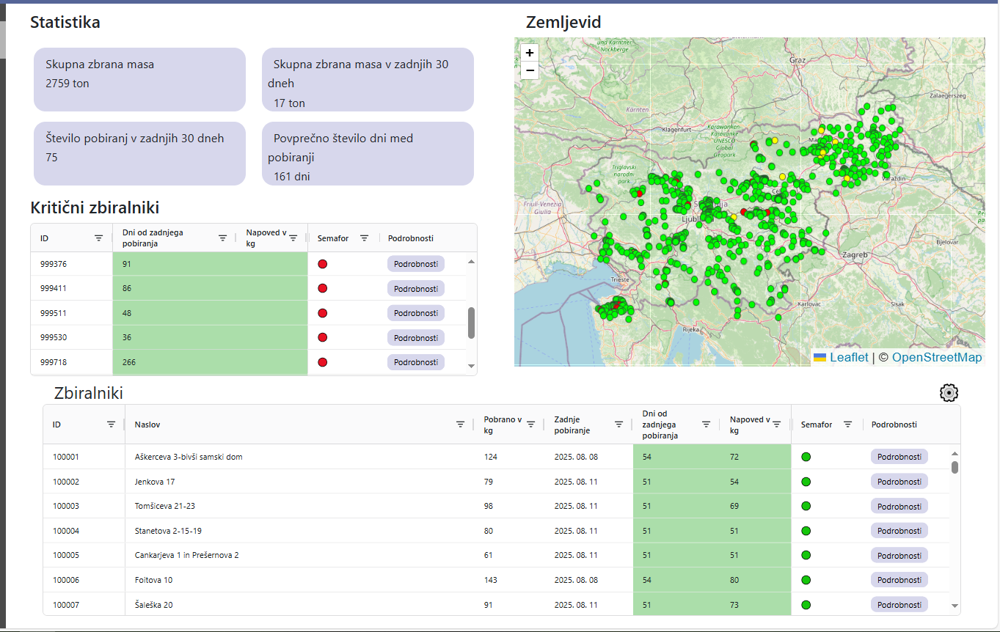 Statistika
Skupna zbrana masa
2759 ton
Skupna zbrana masa v zadnjih 30
dneh
17 ton
Število pobiranj v zadnjih 30 dneh
75
Povprečno število dni med
pobiranji
161 dni
Kritični zbiralniki
ID
Dni od zadnjega
pobiranja
Napoved v
kg
Semafor
Podrobnosti
999376 91 Podrobnosti
999411 86 Podrobnosti
999511 48 Podrobnosti
999530 36 Podrobnosti
999718 266 Podrobnosti
Zemljevid
+
−
und Kärntner
Nockberge
Graz
Zalaegerszeg
Kärnten
Klagenfurt
Karawanken
Karavanke
UNESCO
Global
Geopark
Triglavski
narodni
park
Friuli-Venezia
Giulia
Varaždin
Bjelovar
Zagreb
Trieste
Karlovac
Sisak
Rijeka
Leaflet | © OpenStreetMap
Zbiralniki
ID
Naslov
Pobrano v
kg
Zadnje
pobiranje
Dni od
zadnjega
pobiranja
Napoved v
kg
Semafor
Podrobnosti
100001 Aškerceva 3-bivši samski dom 124 2025. 08. 08 54 72 Podrobnosti
100002 Jenkova 17 79 2025. 08. 11 51 54 Podrobnosti
100003 Tomšiceva 21-23 98 2025. 08. 11 51 69 Podrobnosti
100004 Stanetova 2-15-19 80 2025. 08. 11 51 51 Podrobnosti
100005 Cankarjeva 1 in Prešernova 2 61 2025. 08. 11 51 51 Podrobnosti
100006 Foitova 10 143 2025. 08. 08 54 80 Podrobnosti
100007 Šaleška 20 91 2025. 08. 11 51 73 Podrobnosti